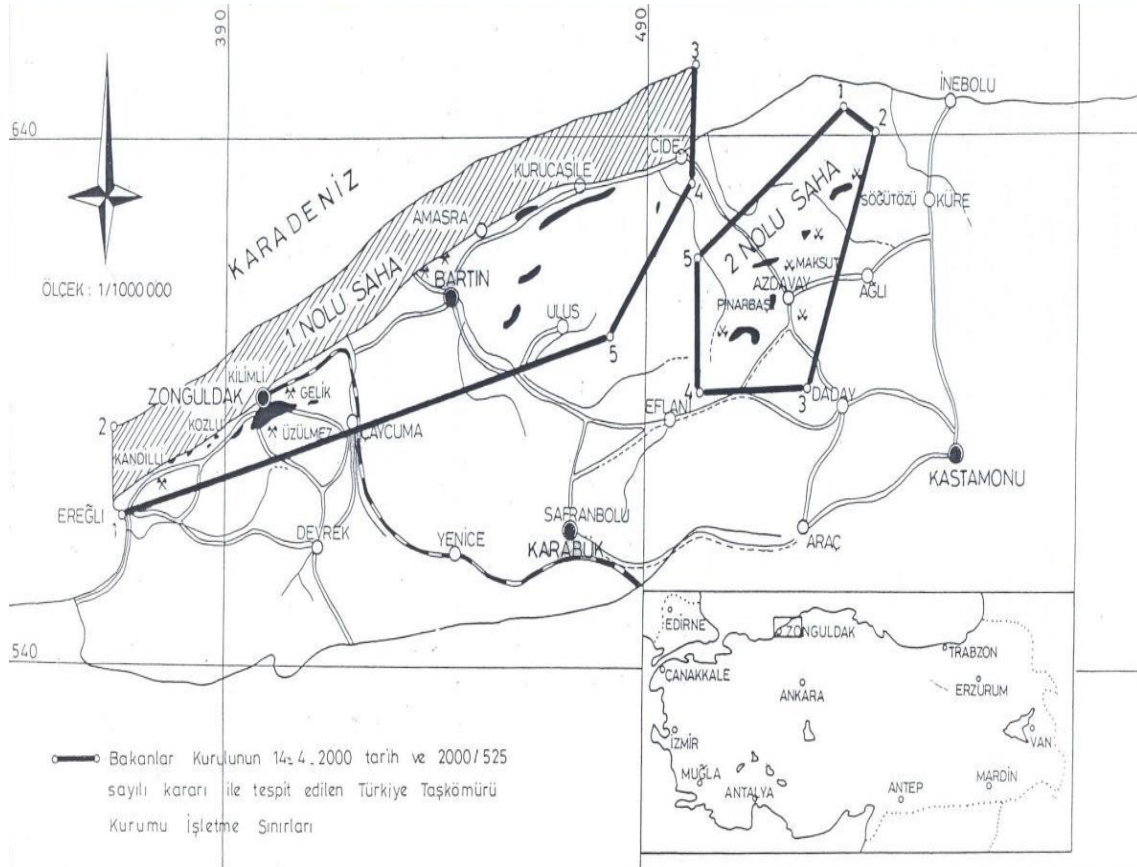 390
490
3
1
2
İNEBOLU
640
CİDE
KURUCAŞİLE
4
KARADENİZ
AMASRA
2 NOLU SAHA
SÖĞÜTÖZÜ
KÜRE
5
MAKSUT
AZDAVAY
AĞLI
ÖLÇEK : 1/1000 000
1 NOLU SAHA
BARTIN
PINARBAŞI
ULUS
5
KİLİMLİ
ZONGULDAK
GELİK
4
3
DADAY
EFLANİ
2
KOZLU
ÜZÜLMEZ
ÇAYCUMA
KANDİLLİ
KASTAMONU
EREĞLİ
1
SAFRANBOLU
KARABÜK
ARAÇ
DEVREK
YENİCE
540
EDİRNE
ZONGULDAK
TRABZON
ÇANAKKALE
ANKARA
ERZURUM
İZMİR
VAN
MUĞLA
ANTALYA
ANTEP
MARDİN
Bakanlar Kurulunun 14-4-2000 tarih ve 2000/525
sayılı kararı ile tespit edilen Türkiye Taşkömürü
Kurumu İşletme Sınırları